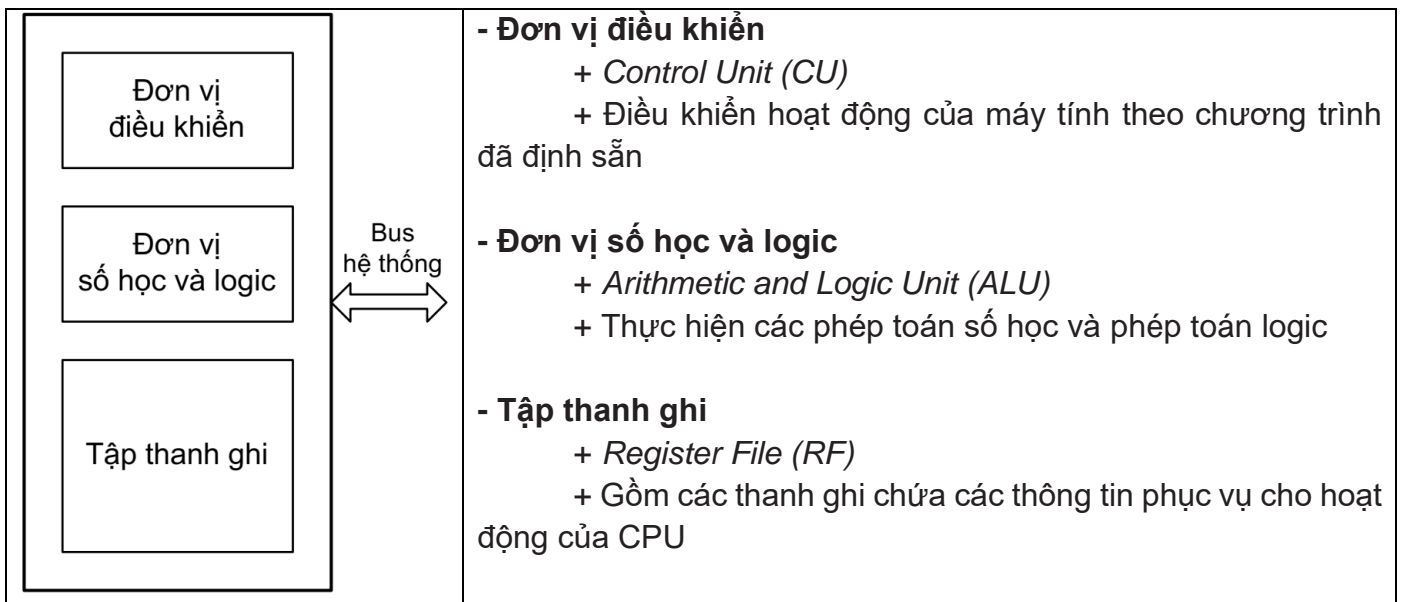 Đơn vị
điều khiển
Đơn vị
số học và logic
Tập thanh ghi
Bus
hệ thống
- Đơn vị điều khiển
+ Control Unit (CU)
+ Điều khiển hoạt động của máy tính theo chương trình
đã định sẵn
- Đơn vị số học và logic
+ Arithmetic and Logic Unit (ALU)
+ Thực hiện các phép toán số học và phép toán logic
- Tập thanh ghi
+ Register File (RF)
+ Gồm các thanh ghi chứa các thông tin phục vụ cho hoạt
động của CPU